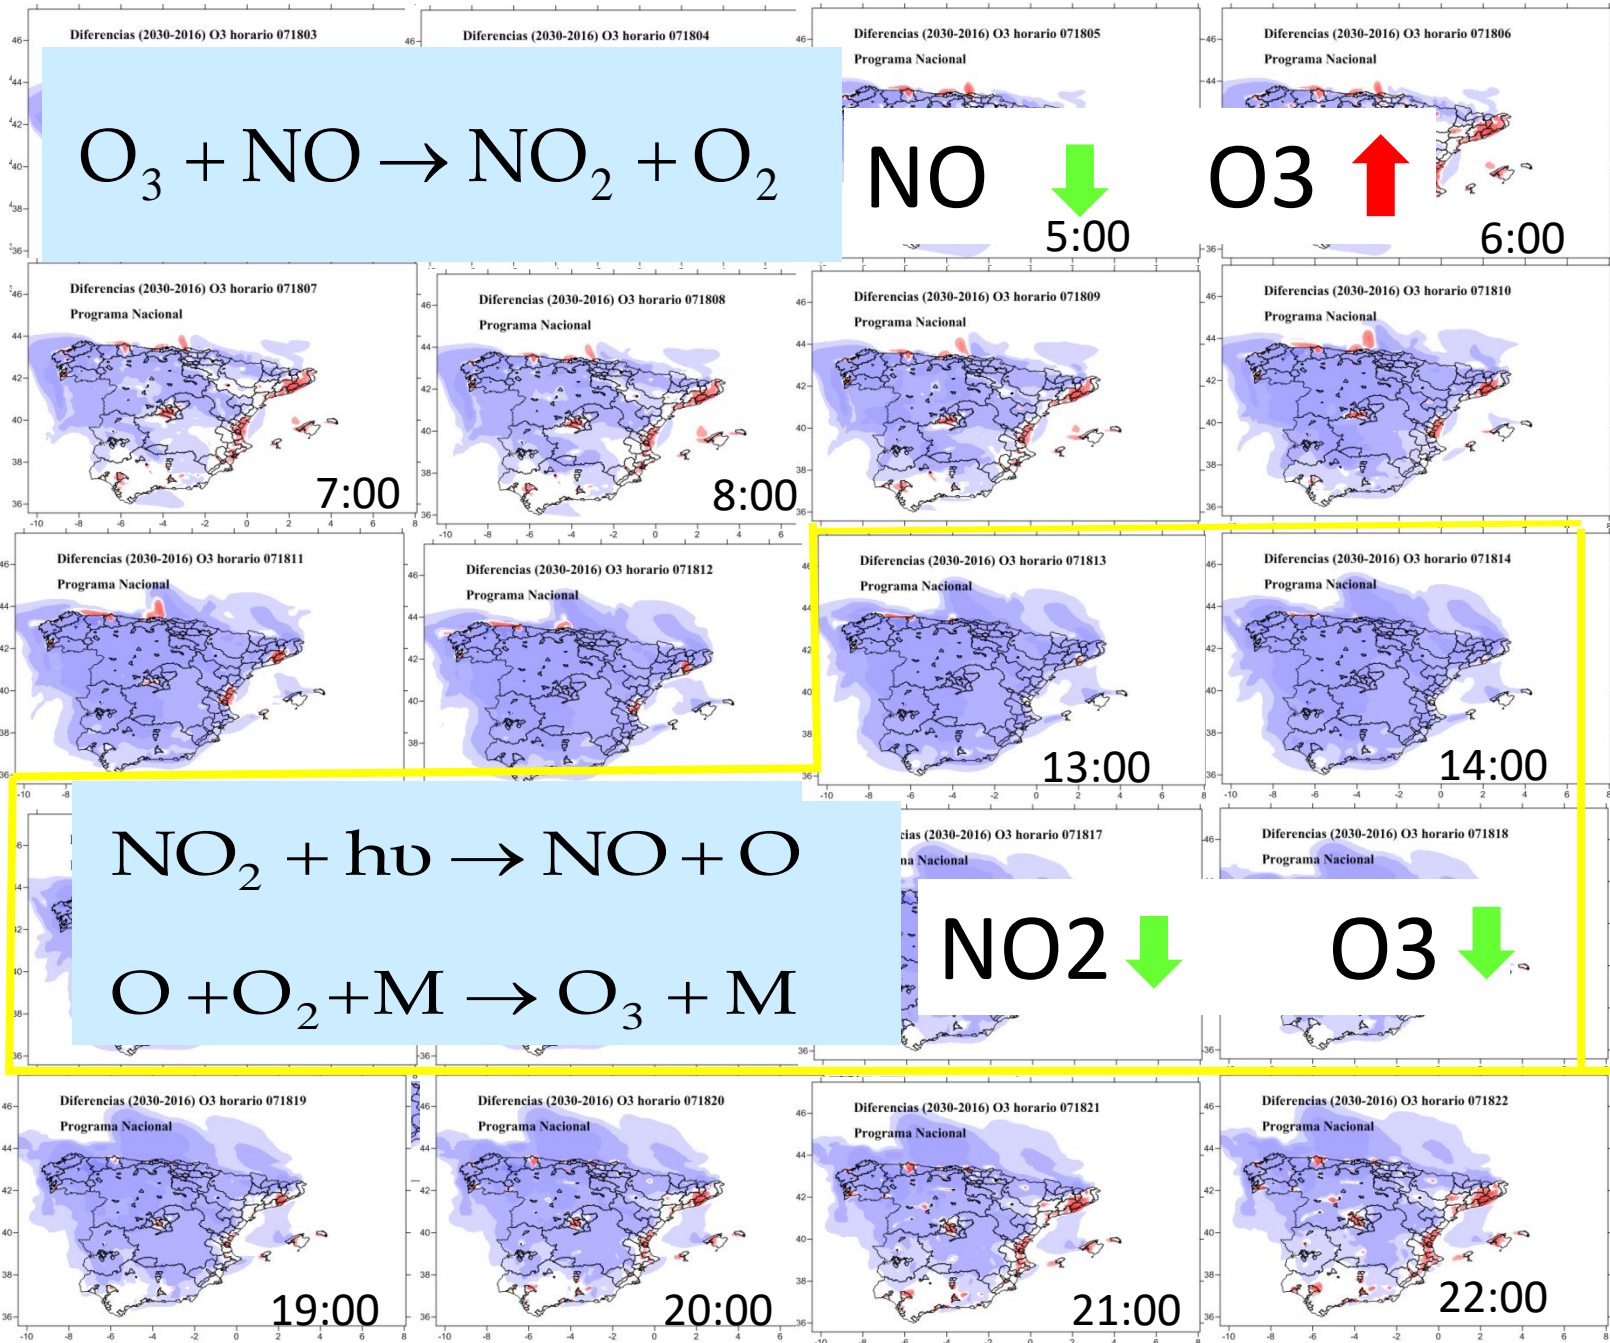 Diferencias (2030-2016) O3 horario 071803
Diferencias (2030-2016) O3 horario 071804
Diferencias (2030-2016) O3 horario 071805
Programa Nacional
Diferencias (2030-2016) O3 horario 071806
Programa Nacional
O₃ + NO → NO₂ + O₂
NO
O3
5:00
6:00
Diferencias (2030-2016) O3 horario 071807
Programa Nacional
7:00
Diferencias (2030-2016) O3 horario 071808
Programa Nacional
8:00
Diferencias (2030-2016) O3 horario 071809
Programa Nacional
Diferencias (2030-2016) O3 horario 071810
Programa Nacional
Diferencias (2030-2016) O3 horario 071811
Programa Nacional
Diferencias (2030-2016) O3 horario 071812
Programa Nacional
Diferencias (2030-2016) O3 horario 071813
Programa Nacional
13:00
Diferencias (2030-2016) O3 horario 071814
Programa Nacional
14:00
NO₂ + hυ → NO + O
O + O₂ + M → O₃ + M
cias (2030-2016) O3 horario 071817
na Nacional
Diferencias (2030-2016) O3 horario 071818
Programa Nacional
NO2
O3
Diferencias (2030-2016) O3 horario 071819
Programa Nacional
19:00
Diferencias (2030-2016) O3 horario 071820
Programa Nacional
20:00
Diferencias (2030-2016) O3 horario 071821
Programa Nacional
21:00
Diferencias (2030-2016) O3 horario 071822
Programa Nacional
22:00